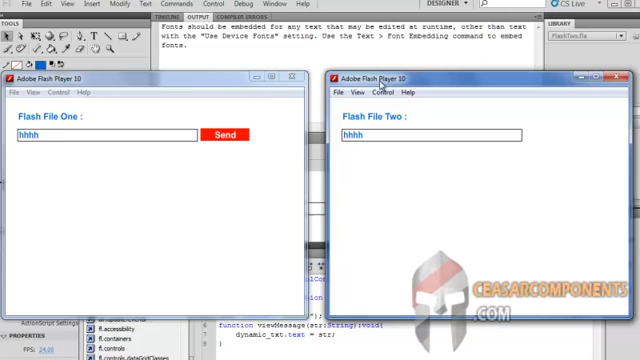 Insert Modify Text Commands Control Debug Window Help
DESIGNER
CS Live
TOOLS
TIMELINE OUTPUT COMPILER ERRORS
LIBRARY
Fonts should be embedded for any text that may be edited at runtime, other than text
with the "Use Device Fonts" setting. Use the Text > Font Embedding command to embed
fonts.
FlashTwo.fla
Adobe Flash Player 10
File View Control Help
Flash File One :
hhhh
Send
Adobe Flash Player 10
File View Control Help
Flash File Two :
hhhh
CEASARCOMPONENTS
.COM
ActionScript Settings
PROPERTIES
FPS: 24.00
fl.accessibility
fl.containers
fl.controls
fl.controls.dataGridClasses
6 function viewMessage(str:String):void{
7 dynamic_txt.text = str;
8 }